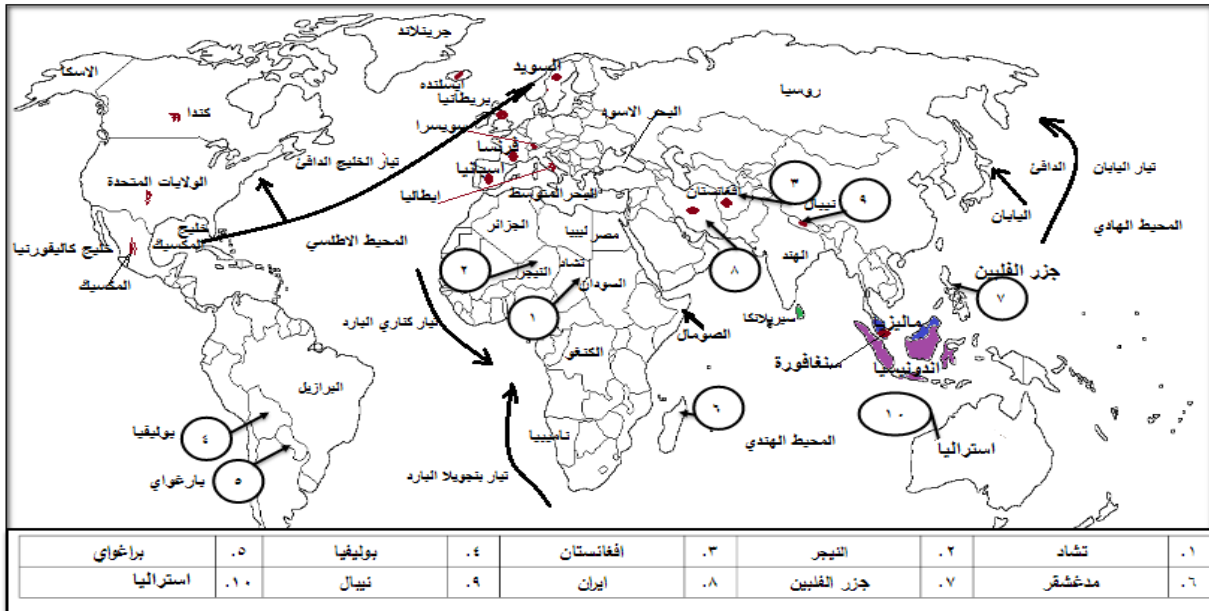 جرينلاند
الاسكا
السويد
ايسلنده
روسيا
بريطانيا
البحر الاسود
كندا
سويسرا
فرنسا
تيار الخليج الدافئ
تيار اليابان الدافئ
اسبانيا
الولايات المتحدة
افغانستان
٣
ايطاليا
البحر المتوسط
نيبال
٩
اليابان
الجزائر
ليبيا
مصر
المحيط الهادي
خليج المكسيك
المحيط الاطلسي
خليج كاليفورنيا
الهند
تشاد
٢
النيجر
٨
جزر الفلبين
المكسيك
السودان
٧
١
سيريلانكا
تيار كناري البارد
الصومال
ماليزيا
الكنغو
سنغافورة
اندونيسيا
البرازيل
٦
١٠
بوليفيا
٤
المحيط الهندي
ناميبيا
استراليا
تيار بنجويلا البارد
بارغواي
٥
١. تشاد ٢. النيجر ٣. افغانستان ٤. بوليفيا ٥. براغواي
٦. مدغشقر ٧. جزر الفلبين ٨. ايران ٩. نيبال ١٠. استراليا